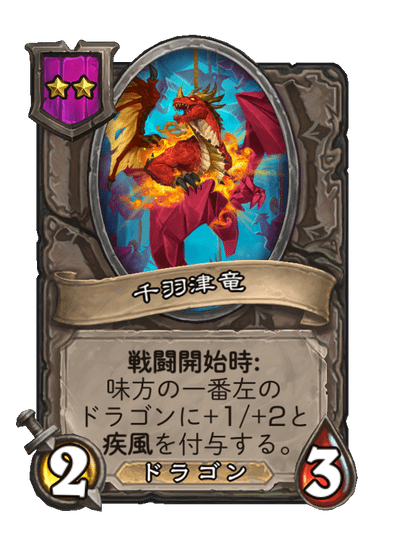 千羽津竜
戦闘開始時:
味方の一番左の
ドラゴンに+1/+2と
疾風を付与する。
2
ドラゴン
3